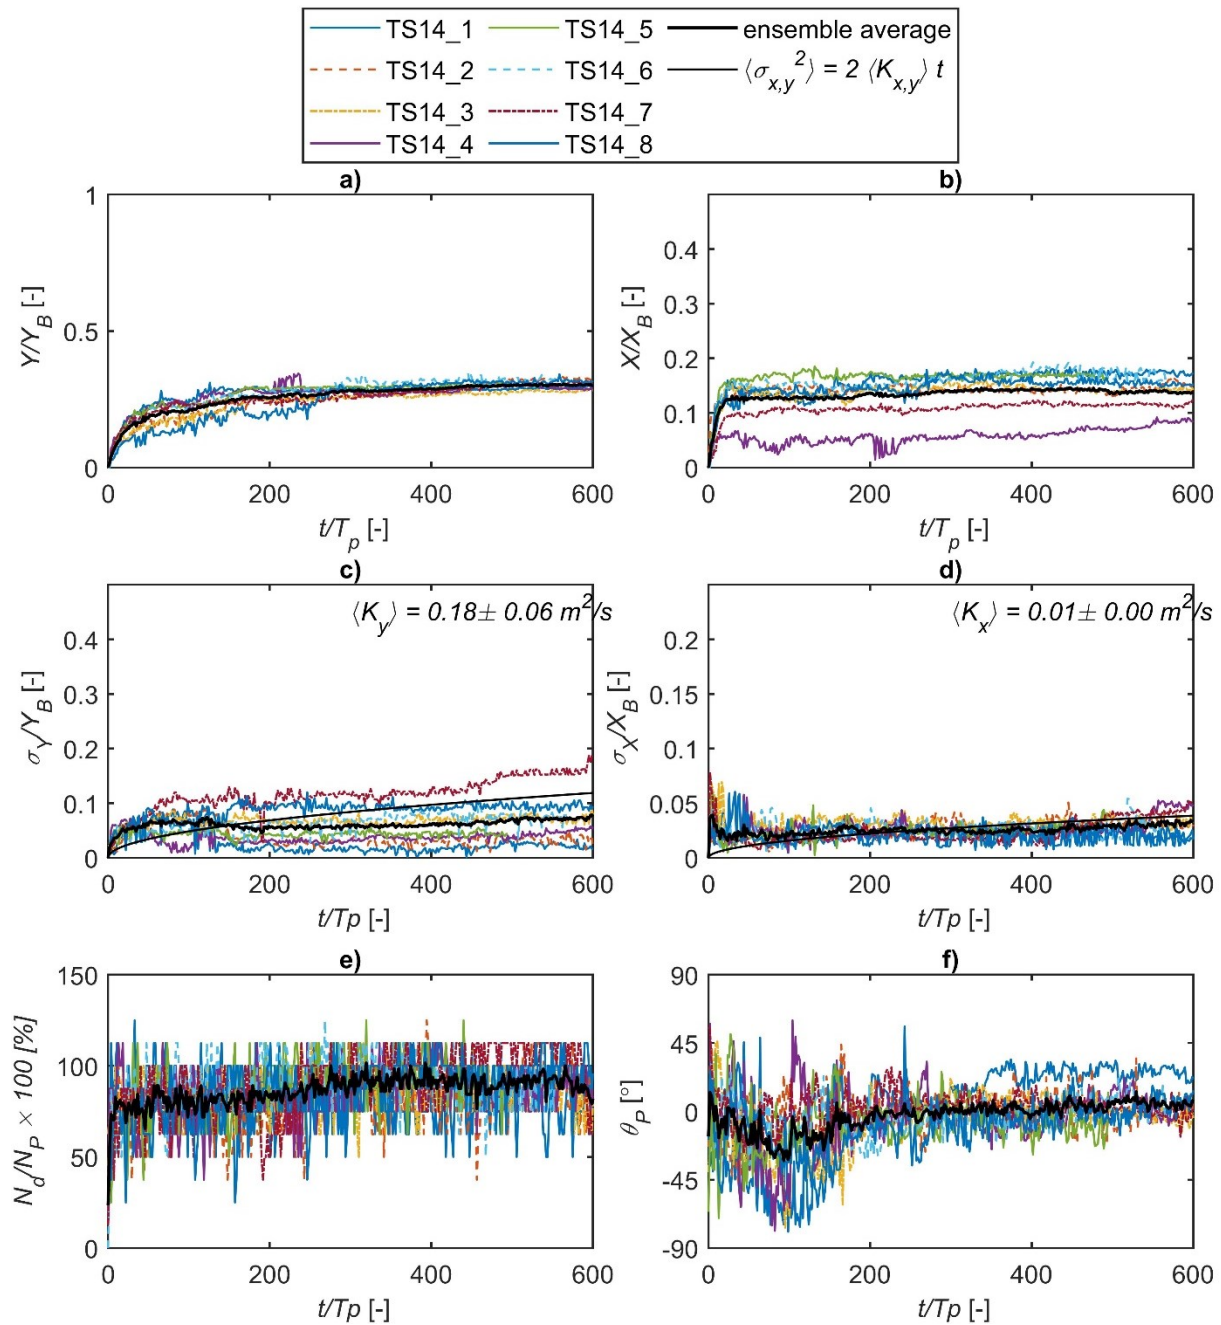 TS14_1 TS14_5 ensemble average
TS14_2 TS14_6 ⟨σx,y²⟩ = 2 ⟨Kx,y⟩ t
TS14_3 TS14_7
TS14_4 TS14_8
a) b)
1
0.5
0
Y/YB [-]
0 200 400 600
t/Tp [-]
0.4
0.3
0.2
0.1
0
X/XB [-]
0 200 400 600
t/Tp [-]
c) d)
⟨Ky⟩ = 0.18± 0.06 m²/s
0.4
0.3
0.2
0.1
0
σY/YB [-]
0 200 400 600
t/Tp [-]
⟨Kx⟩ = 0.01± 0.00 m²/s
0.2
0.15
0.1
0.05
0
σX/XB [-]
0 200 400 600
t/Tp [-]
e) f)
150
100
50
0
Nd/NP × 100 [%]
0 200 400 600
t/Tp [-]
90
45
0
-45
-90
θP [°]
0 200 400 600
t/Tp [-]